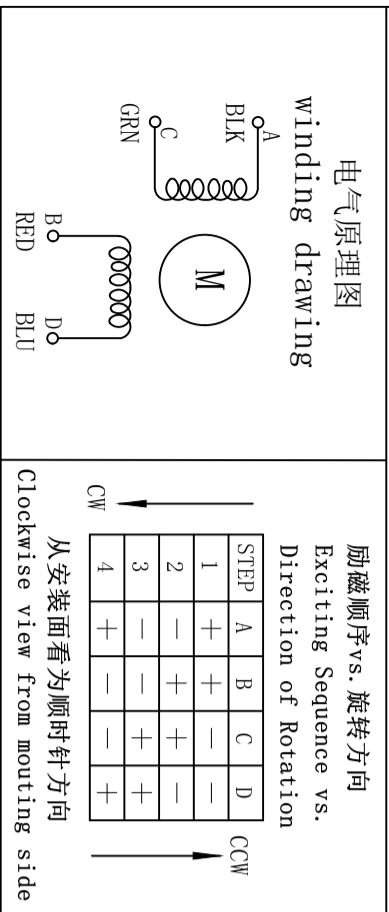 电气原理图
winding drawing
A
BLK
C
GRN
M
B D
RED BLU
励磁顺序vs.旋转方向
Exciting Sequence vs.
Direction of Rotation
STEP A B C D
1 + + − −
2 − + + −
3 − − + +
4 + − − +
CW
CCW
从安装面看为顺时针方向
Clockwise view from mouting side